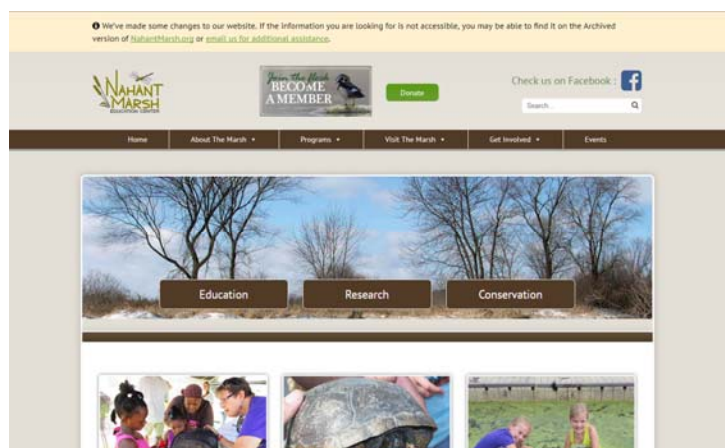 We've made some changes to our website. If the information you are looking for is not accessible, you may be able to find it on the Archived
version of NahantMarsh.org or email us for additional assistance.
NAHANT
MARSH
EDUCATION CENTER
Join the flock
BECOME
A MEMBER
Donate
Check us on Facebook :
Search...
Home
About The Marsh
Programs
Visit The Marsh
Get Involved
Events
Education
Research
Conservation